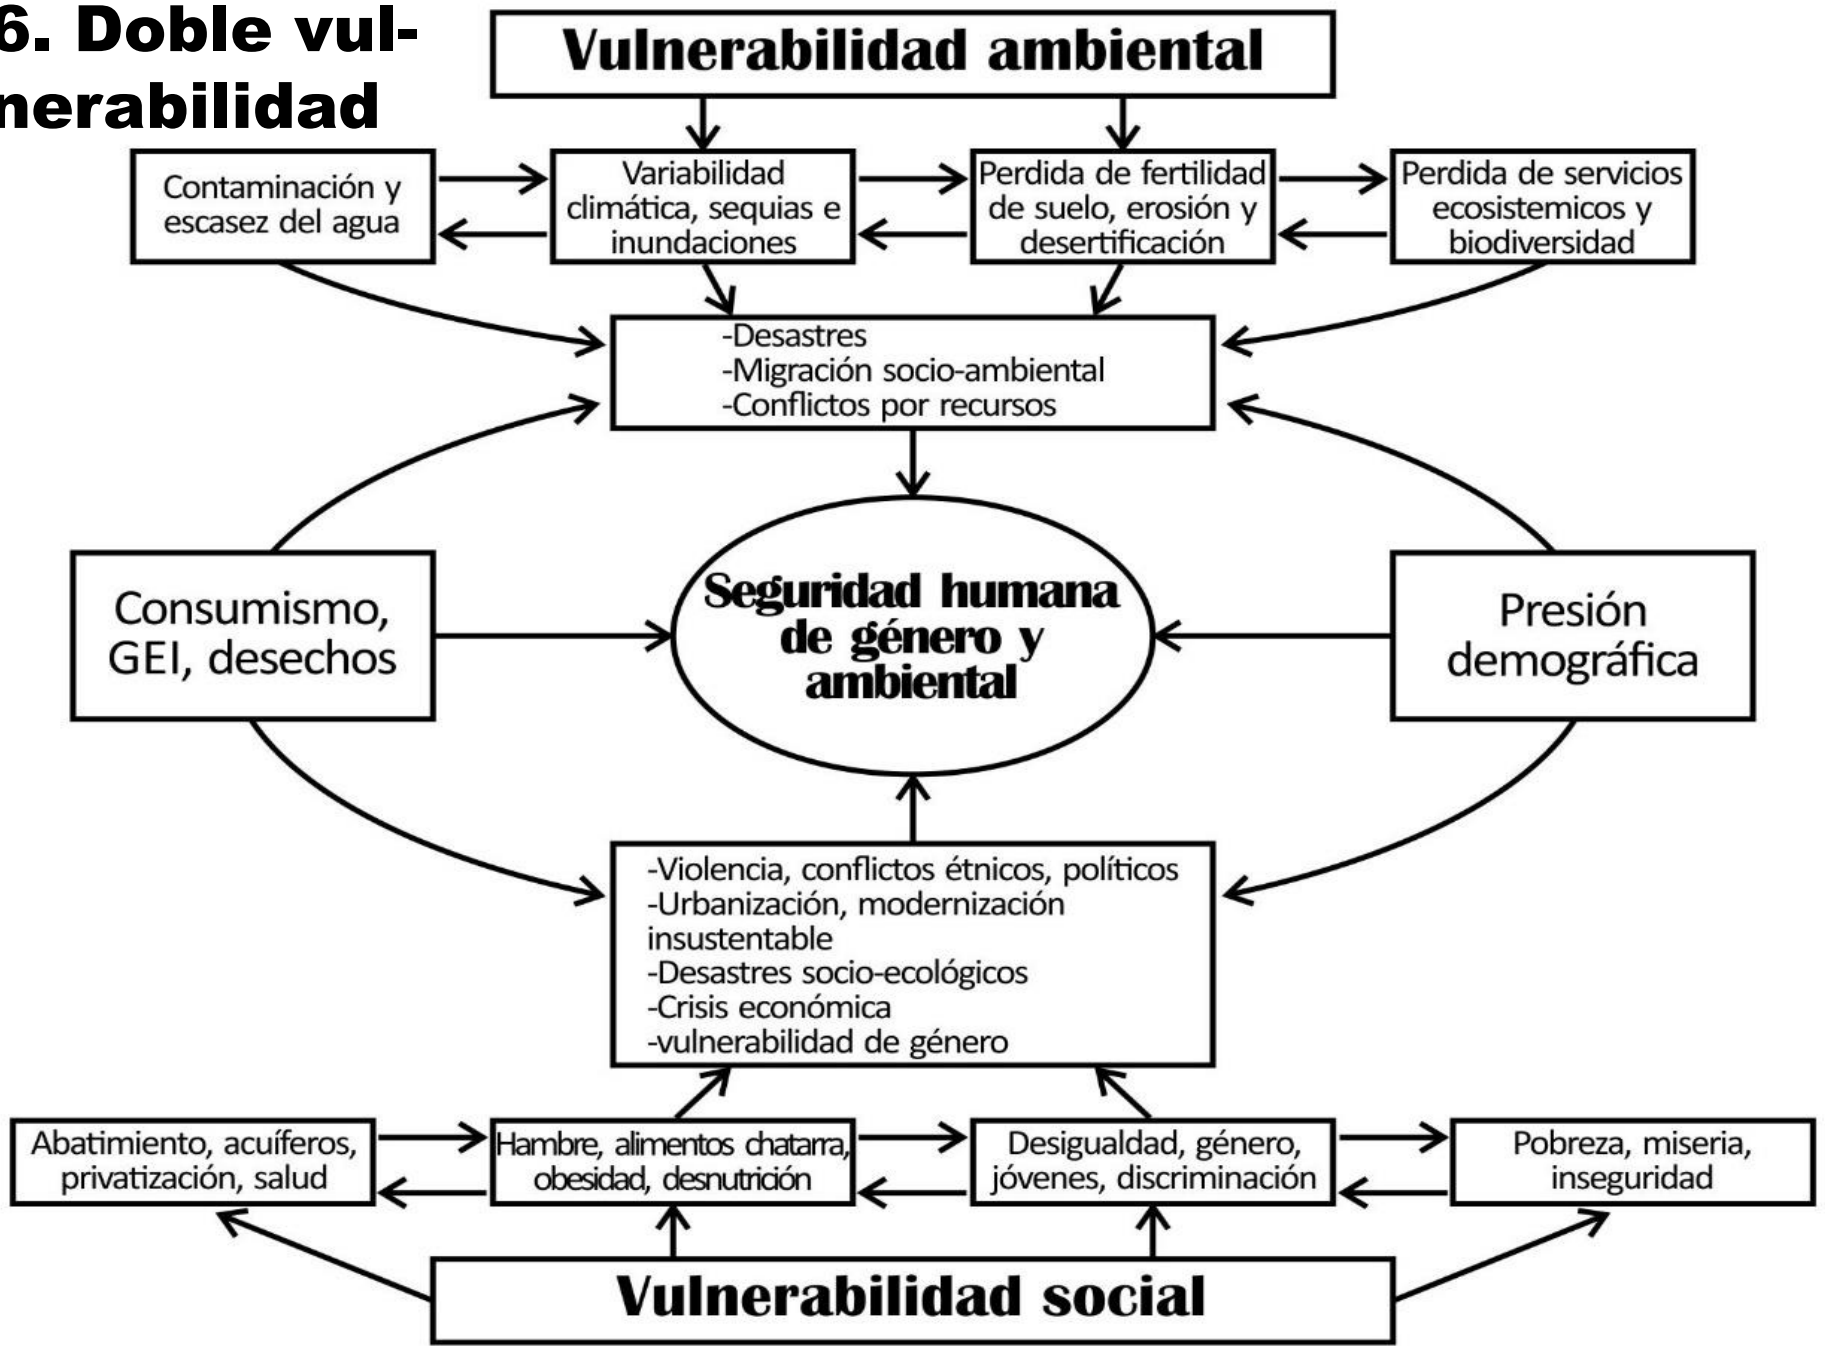 6. Doble vul-
nerabilidad
Vulnerabilidad ambiental
Contaminación y
escasez del agua
Variabilidad
climática, sequias e
inundaciones
Perdida de fertilidad
de suelo, erosión y
desertificación
Perdida de servicios
ecosistemicos y
biodiversidad
-Desastres
-Migración socio-ambiental
-Conflictos por recursos
Consumismo,
GEI, desechos
Seguridad humana
de género y
ambiental
Presión
demográfica
-Violencia, conflictos étnicos, políticos
-Urbanización, modernización
insustentable
-Desastres socio-ecológicos
-Crisis económica
-vulnerabilidad de género
Abatimiento, acuíferos,
privatización, salud
Hambre, alimentos chatarra,
obesidad, desnutrición
Desigualdad, género,
jóvenes, discriminación
Pobreza, miseria,
inseguridad
Vulnerabilidad social